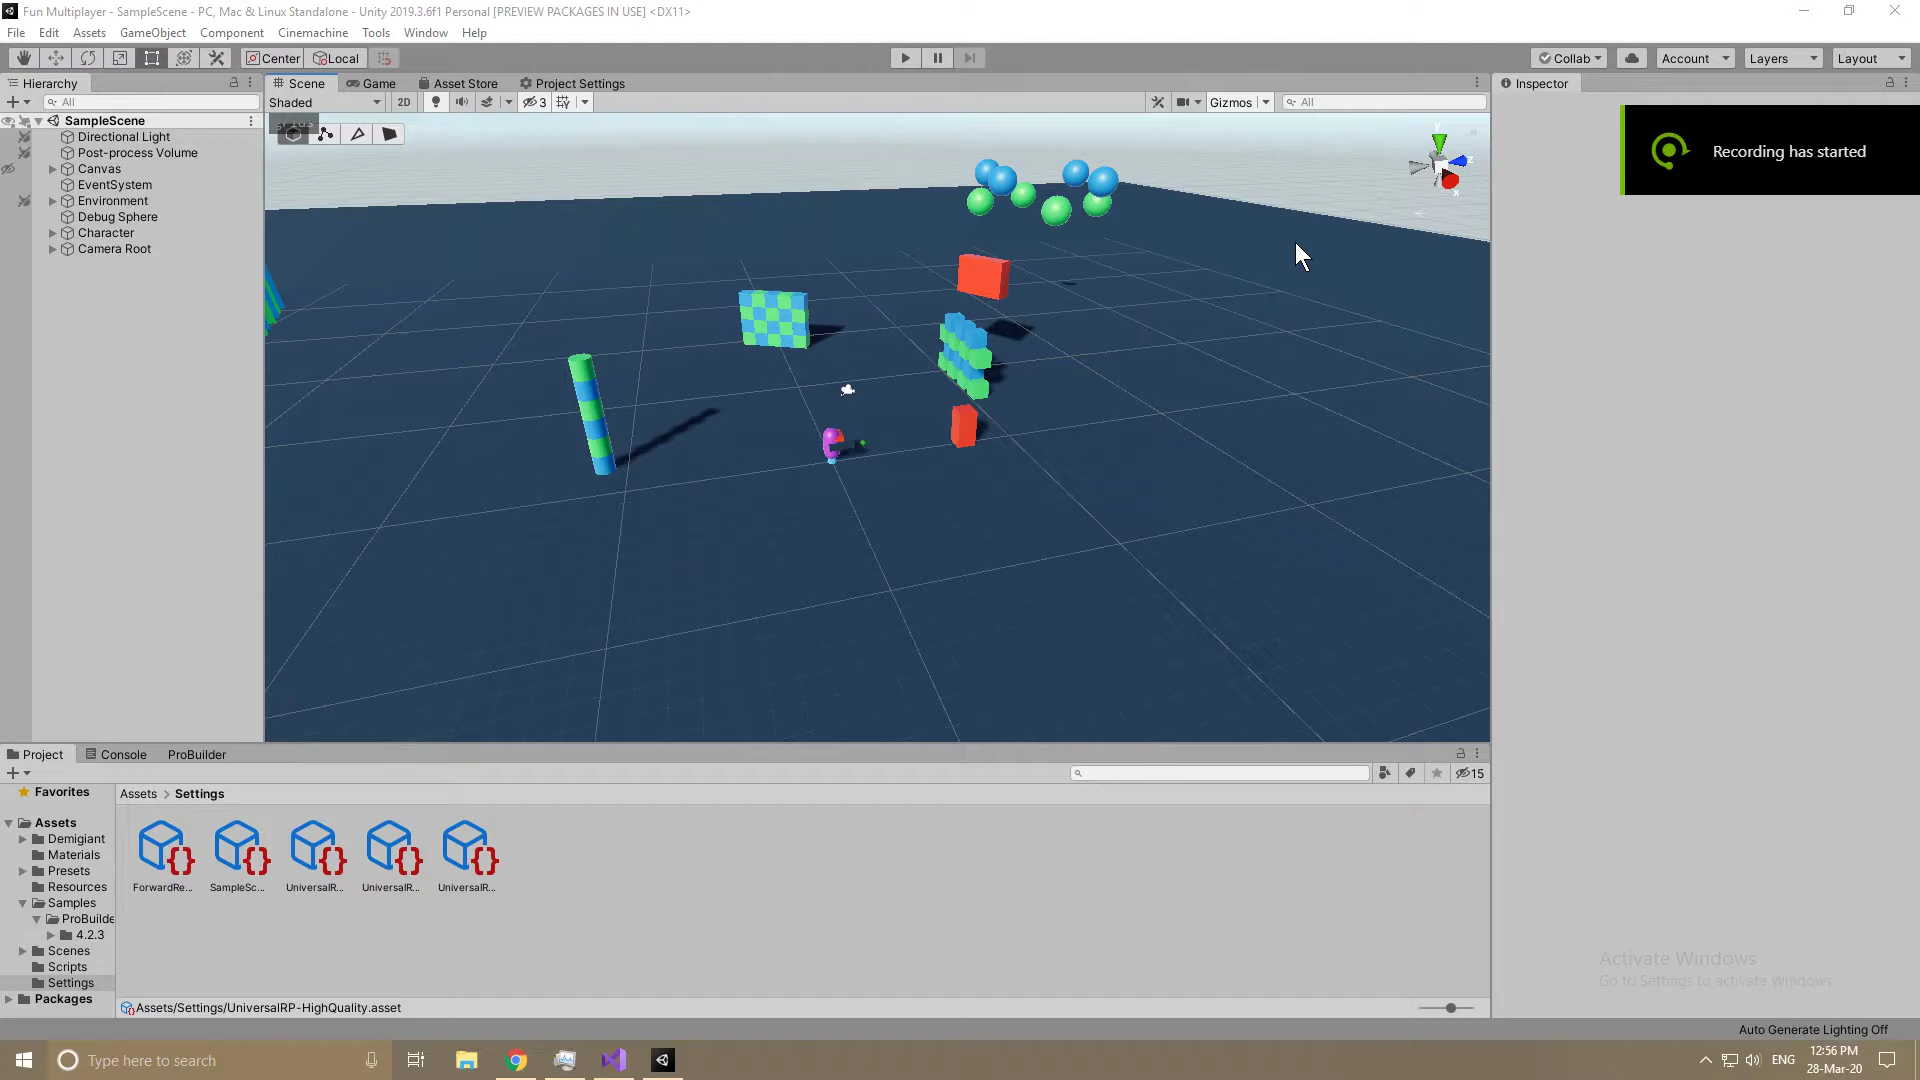 Fun Multiplayer - SampleScene - PC, Mac & Linux Standalone - Unity 2019.3.6f1 Personal [PREVIEW PACKAGES IN USE] <DX11>
File Edit Assets GameObject Component Cinemachine Tools Window Help
Center Local Collab Account Layers Layout
Hierarchy Scene Game Asset Store Project Settings Inspector
All Shaded 2D 3 Gizmos All
SampleScene
Directional Light
Post-process Volume
Canvas
EventSystem
Environment
Debug Sphere
Character
Camera Root
y
z
x
Recording has started
Project Console ProBuilder
15
Favorites
Assets > Settings
Assets
Demigiant
Materials
Presets
Resources
Samples
ProBuilde
4.2.3
Scenes
Scripts
Settings
Packages
ForwardRe... SampleSc... UniversalR... UniversalR... UniversalR...
Assets/Settings/UniversalRP-HighQuality.asset
Activate Windows
Go to Settings to activate Windows
Auto Generate Lighting Off
Type here to search
ENG
12:56 PM
28-Mar-20